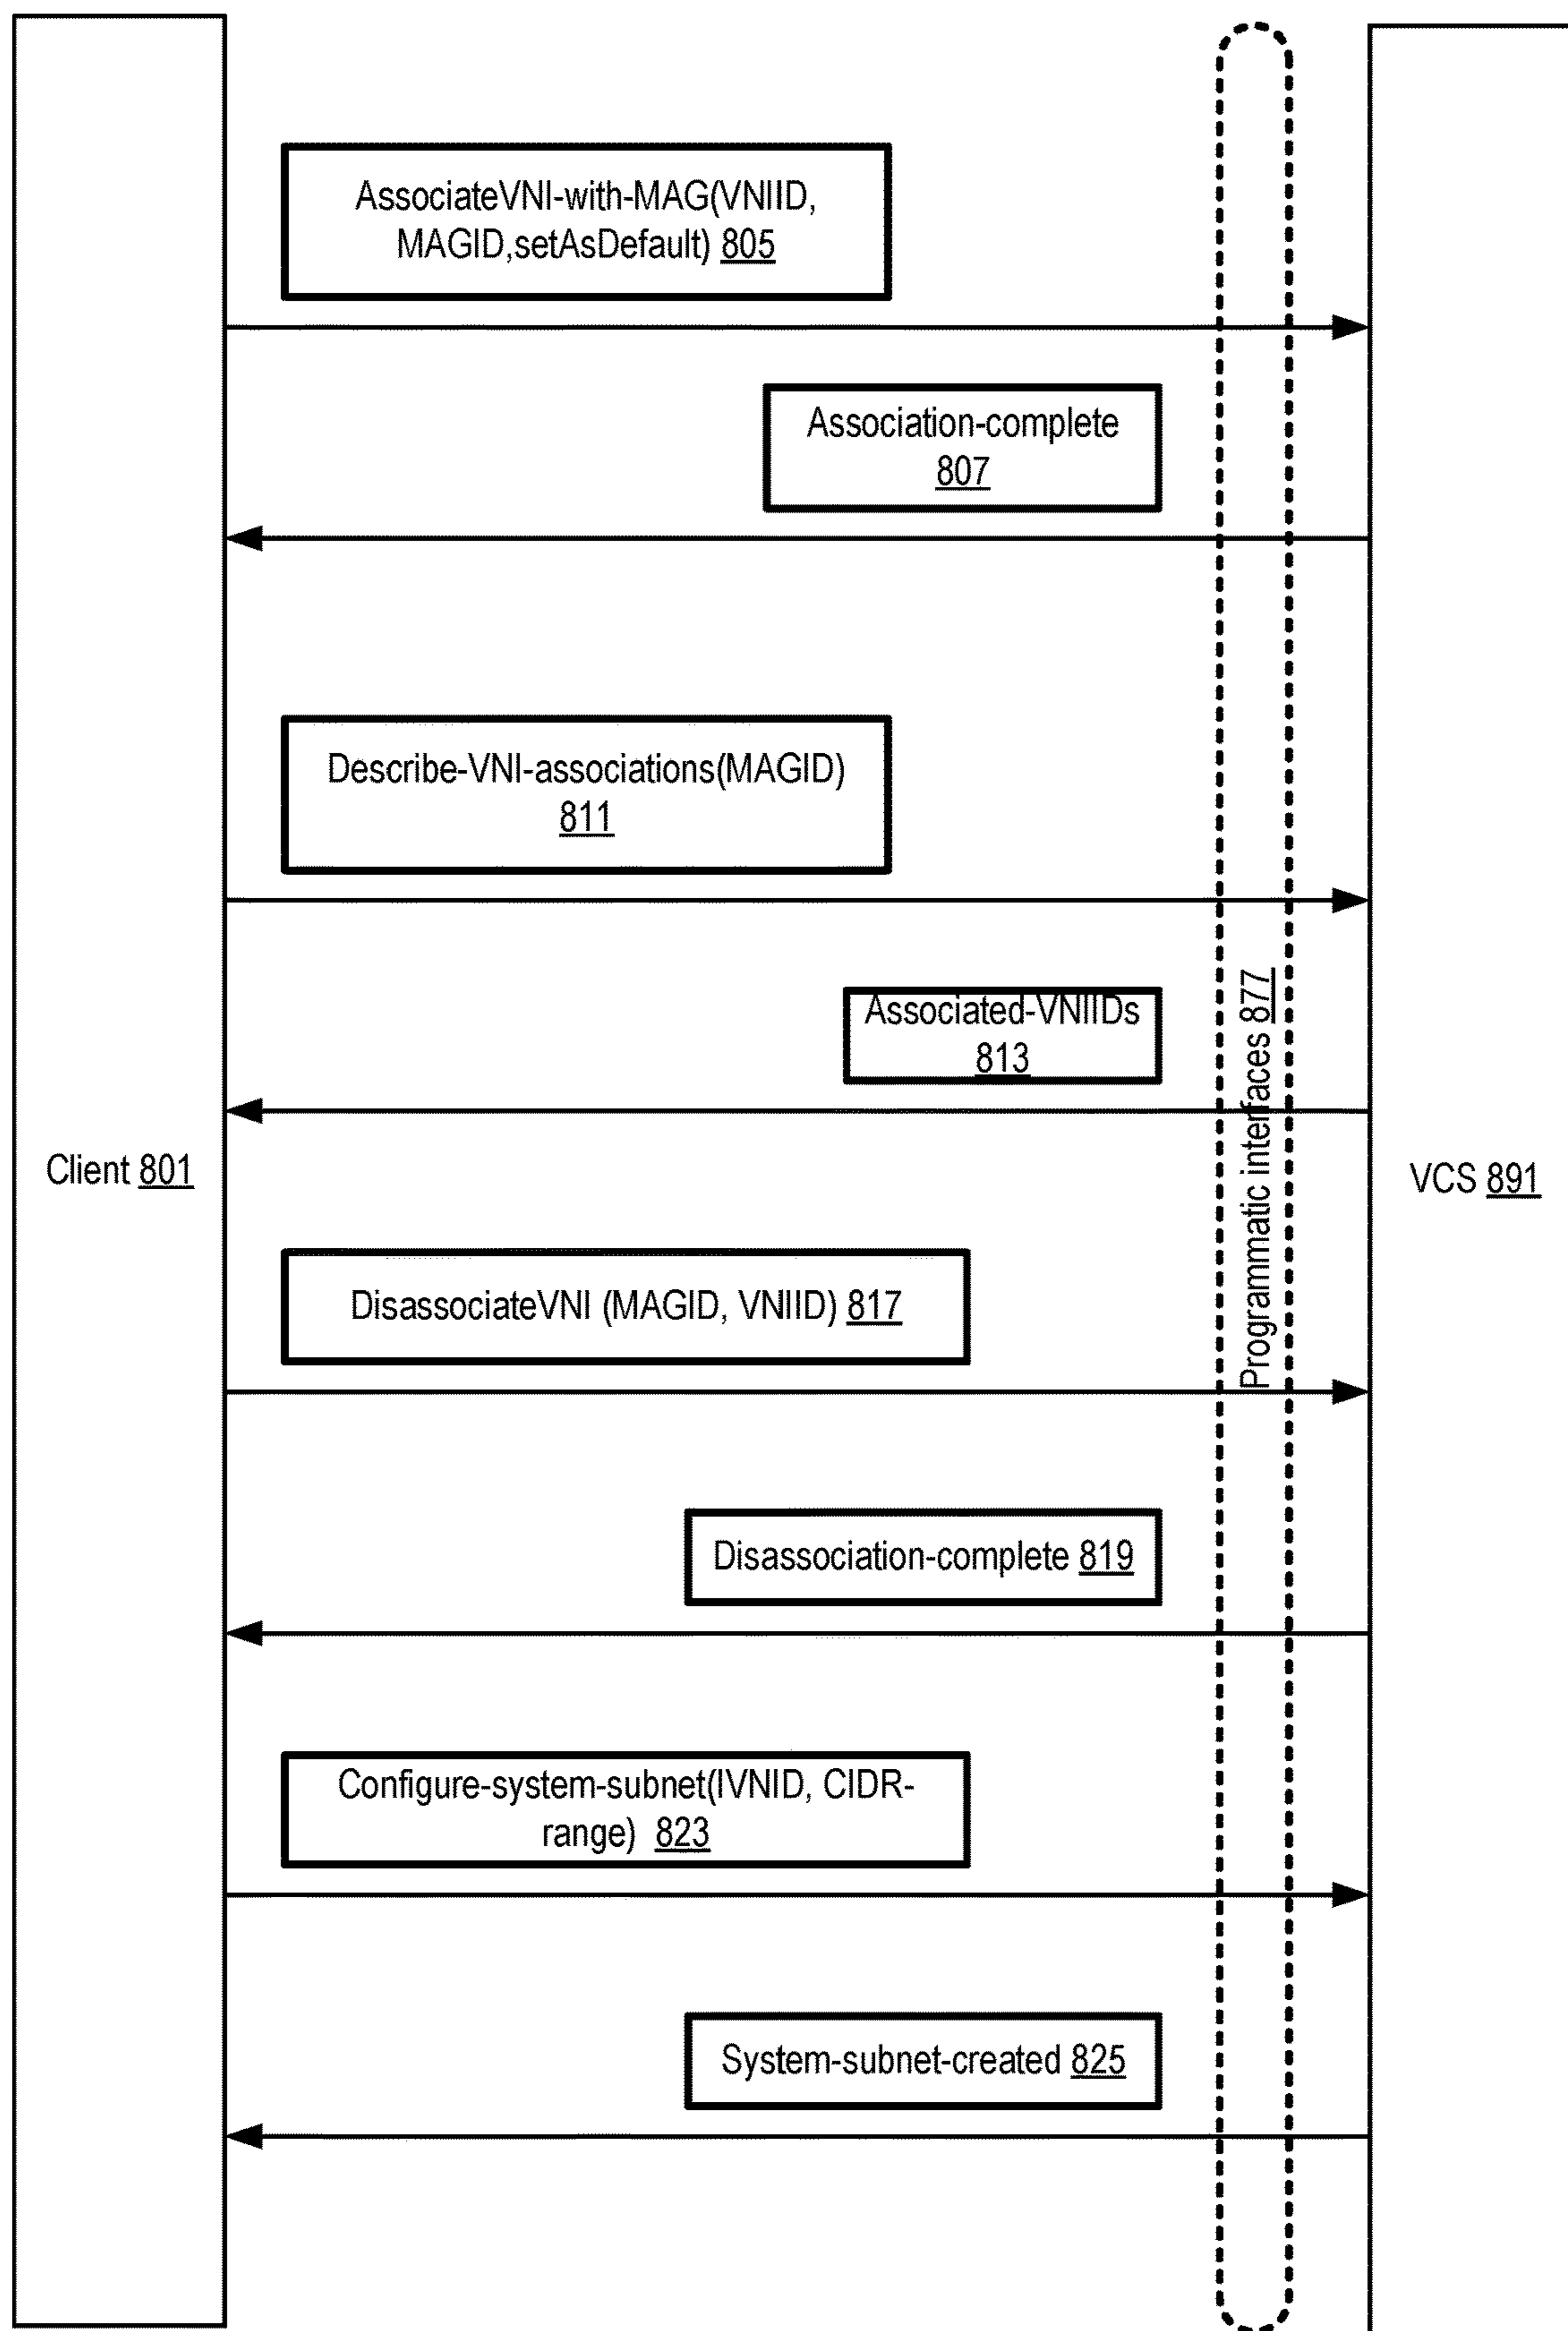 AssociateVNI-with-MAG(VNIID,
MAGID,setAsDefault) 805
Association-complete
807
Describe-VNI-associations(MAGID)
811
Associated-VNIIDs
813
Programmatic interfaces 877
Client 801
VCS 891
DisassociateVNI (MAGID, VNIID) 817
Disassociation-complete 819
Configure-system-subnet(IVNID, CIDR-
range) 823
System-subnet-created 825